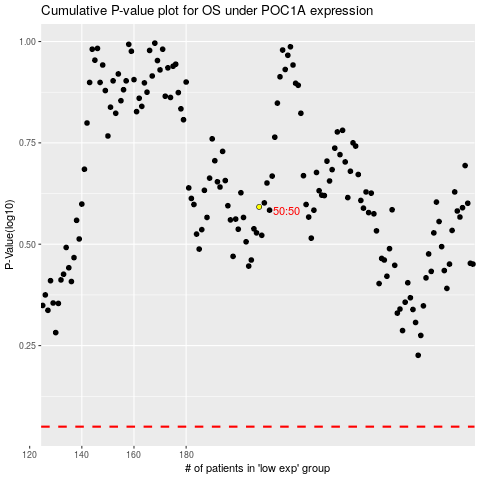 Cumulative P-value plot for OS under POC1A expression
P-Value(log10)
1.00
0.75
0.50
0.25
50:50
120 140 160 180
# of patients in 'low exp' group